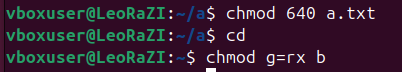 vboxuser@LeoRaZI:~/a$ chmod 640 a.txt
vboxuser@LeoRaZI:~/a$ cd
vboxuser@LeoRaZI:~$ chmod g=rx b